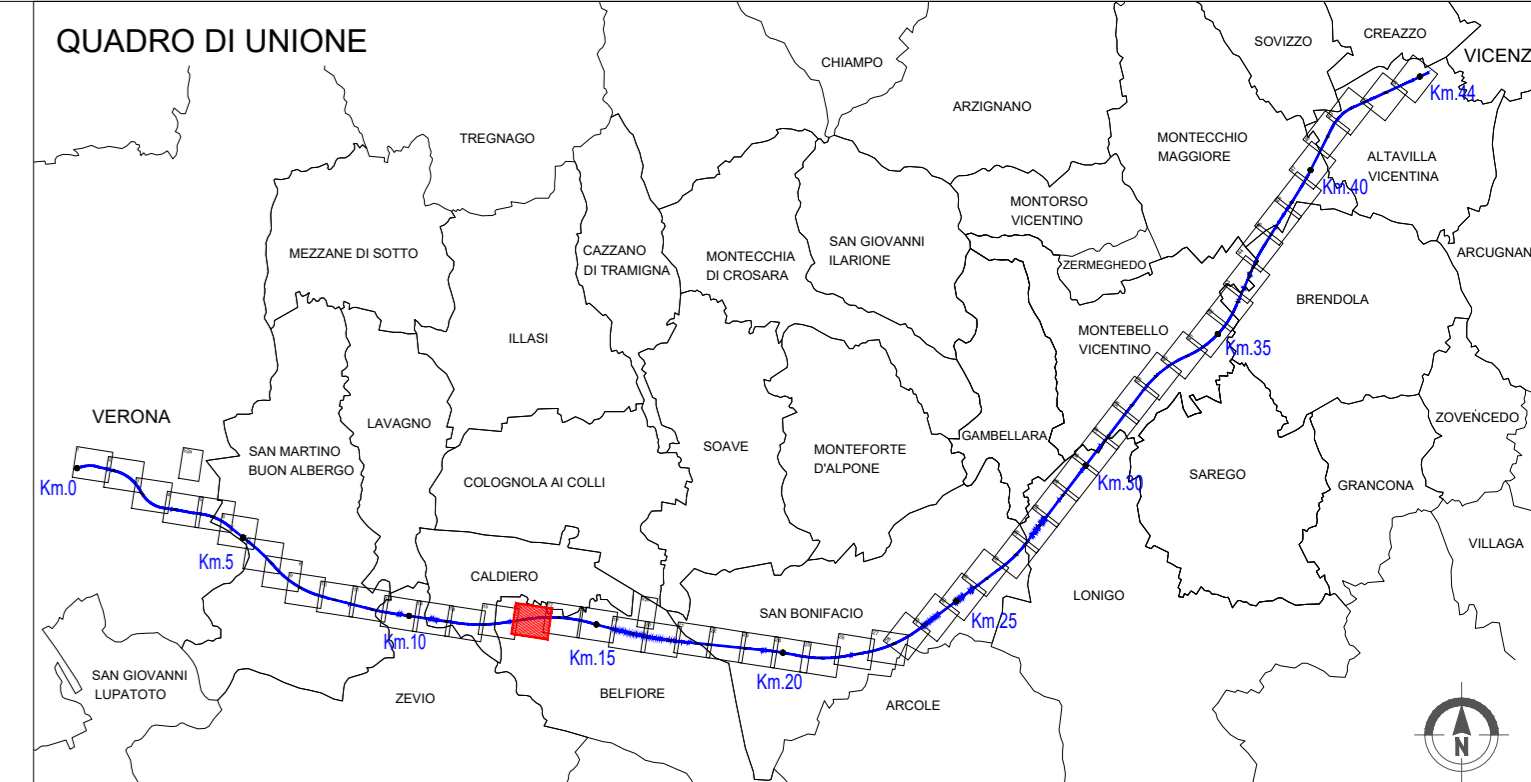 QUADRO DI UNIONE
CREAZZO
SOVIZZO
VICENZ
CHIAMPO
Km.44
ARZIGNANO
TREGNAGO
MONTECCHIO
MAGGIORE
ALTAVILLA
VICENTINA
Km.40
MONTORSO
VICENTINO
MEZZANE DI SOTTO
CAZZANO
DI TRAMIGNA
MONTECCHIA
DI CROSARA
SAN GIOVANNI
ILARIONE
ZERMEGHEDO
ARCUGNAN
BRENDOLA
ILLASI
MONTEBELLO
VICENTINO
Km.35
VERONA
LAVAGNO
ZOVENCEDO
SAN MARTINO
BUON ALBERGO
SOAVE
MONTEFORTE
D'ALPONE
GAMBELLARA
Km.0
COLOGNOLA AI COLLI
Km.30
SAREGO
GRANCONA
Km.5
VILLAGA
CALDIERO
SAN BONIFACIO
LONIGO
Km.25
Km.10
Km.15
Km.20
SAN GIOVANNI
LUPATOTO
ZEVIO
BELFIORE
ARCOLE
N